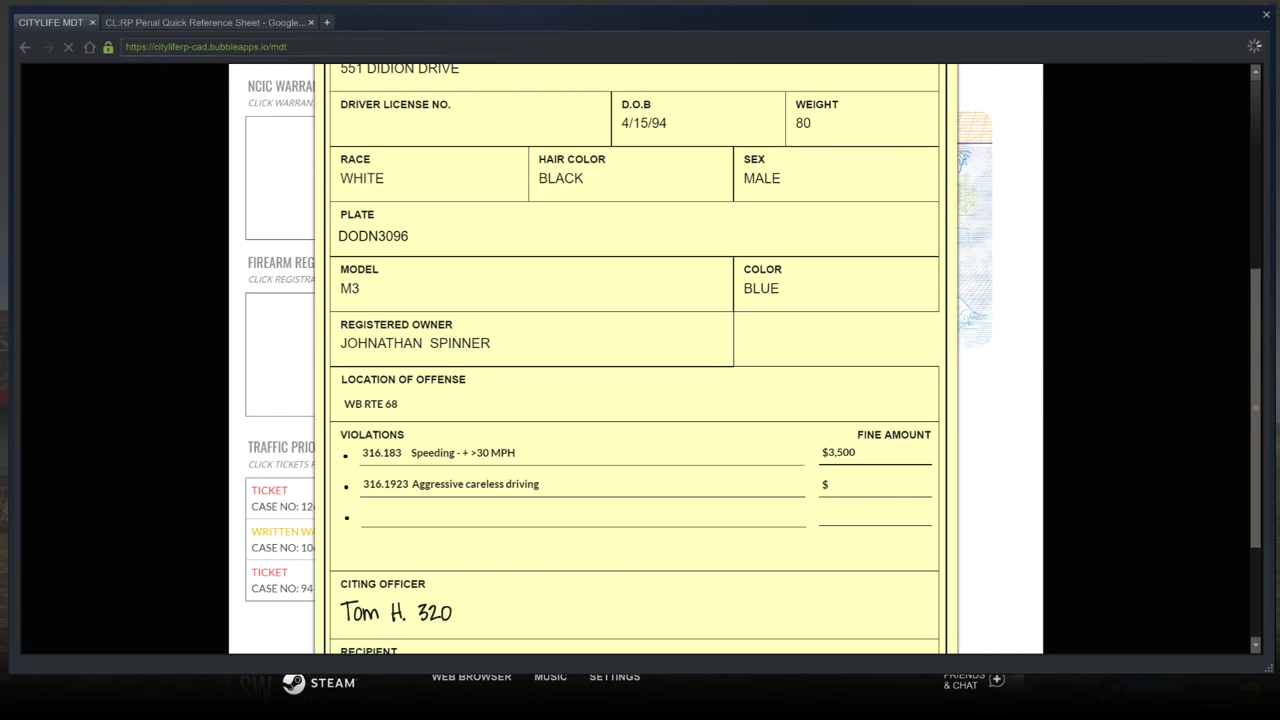 CITYLIFE MDT × CL:RP Penal Quick Reference Sheet - Google... × +
https://cityliferp-cad.bubbleapps.io/mdt
551 DIDION DRIVE
NCIC WARRA
CLICK WARRAN
DRIVER LICENSE NO. D.O.B WEIGHT
4/15/94 80
RACE HAIR COLOR SEX
WHITE BLACK MALE
PLATE
DODN3096
FIREARM REG
CLICK REGISTRA
MODEL COLOR
M3 BLUE
REGISTERED OWNER
JOHNATHAN SPINNER
LOCATION OF OFFENSE
WB RTE 68
TRAFFIC PRIO
CLICK TICKETS
VIOLATIONS FINE AMOUNT
• 316.183 Speeding - + >30 MPH $3,500
• 316.1923 Aggressive careless driving $
•
TICKET
CASE NO: 126
WRITTEN WA
CASE NO: 106
TICKET
CASE NO: 94
CITING OFFICER
Tom H. 320
RECIPIENT
STEAM WEB BROWSER MUSIC SETTINGS FRIENDS
& CHAT